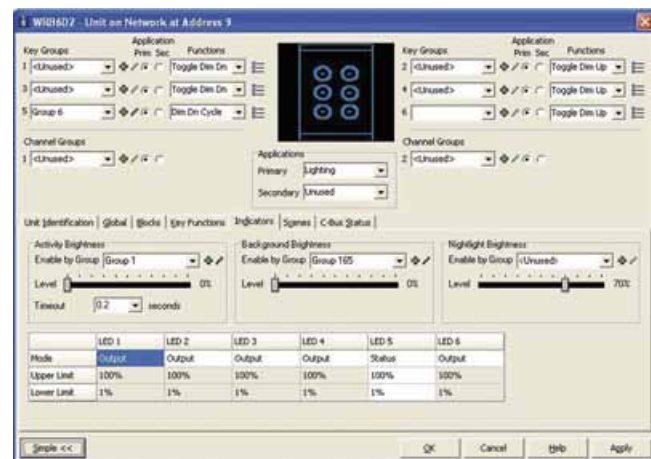 WRB6D2 - Unit on Network at Address 9
Key Groups Application Prim Sec Functions
Key Groups Application Prim Sec Functions
1 <Unused> Toggle Dim Dn
2 <Unused> Toggle Dim Up
3 <Unused> Toggle Dim Dn
4 <Unused> Toggle Dim Up
5 Group 6 Dim Dn Cycle
6 Toggle Dim Up
Channel Groups
1 <Unused>
Channel Groups
2 <Unused>
Applications
Primary Lighting
Secondary Unused
Unit Identification Global Blocks Key Functions Indicators Scenes C-Bus Status
Activity Brightness
Enable by Group Group 1
Level 0%
Timeout 0.2 seconds
Background Brightness
Enable by Group Group 165
Level 0%
Nightlight Brightness
Enable by Group <Unused>
Level 70%
LED 1 LED 2 LED 3 LED 4 LED 5 LED 6
Mode Output Output Output Output Status Output
Upper Limit 100% 100% 100% 100% 100% 100%
Lower Limit 1% 1% 1% 1% 1% 1%
Simple << OK Cancel Help Apply